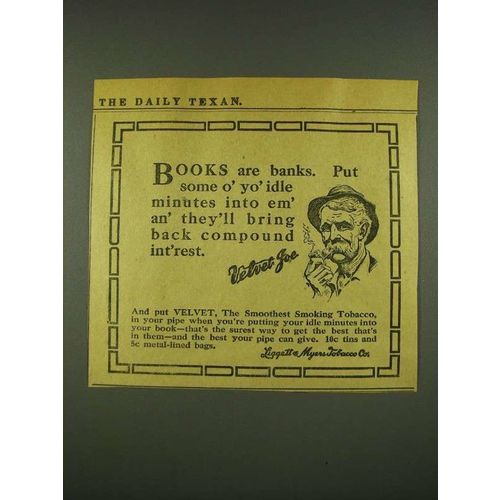 THE DAILY TEXAN.
BOOKS are banks. Put
some o' yo' idle
minutes into em'
an' they'll bring
back compound
int'rest.
Velvet Joe
And put VELVET, The Smoothest Smoking Tobacco,
in your pipe when you're putting your idle minutes into
your book—that's the surest way to get the best that's
in them—and the best your pipe can give. 10c tins and
5c metal-lined bags.
Liggett & Myers Tobacco Co.